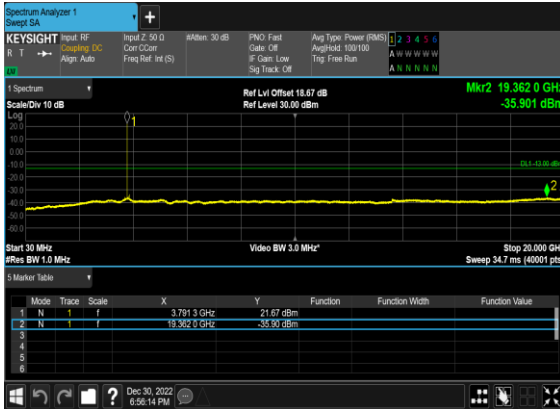 Spectrum Analyzer 1
Swept SA
KEYSIGHT Input: RF Input Z: 50 Ω #Atten: 30 dB PNO: Fast Avg Type: Power (RMS) 1 2 3 4 5 6
R T Coupling: DC Corr CCorr Gate: Off Avg|Hold: 100/100 A W W W W W
Align: Auto Freq Ref: Int (S) IF Gain: Low Trig: Free Run
Sig Track: Off A N N N N N
1 Spectrum Ref Lvl Offset 18.67 dB Mkr2 19.362 0 GHz
Scale/Div 10 dB Ref Level 30.00 dBm -35.901 dBm
Log
20.0
10.0
0.00
-10.0
-20.0
-30.0
-40.0
-50.0
-60.0
1
DL1 -13.00 dB
2
Start 30 MHz Video BW 3.0 MHz* Stop 20.000 GH
#Res BW 1.0 MHz Sweep 34.7 ms (40001 pts
5 Marker Table
Mode Trace Scale X Y Function Function Width Function Value
1 N 1 f 3.791 3 GHz 21.67 dBm
2 N 1 f 19.362 0 GHz -35.90 dBm
3
4
5
6
? Dec 30, 2022
6:56:14 PM